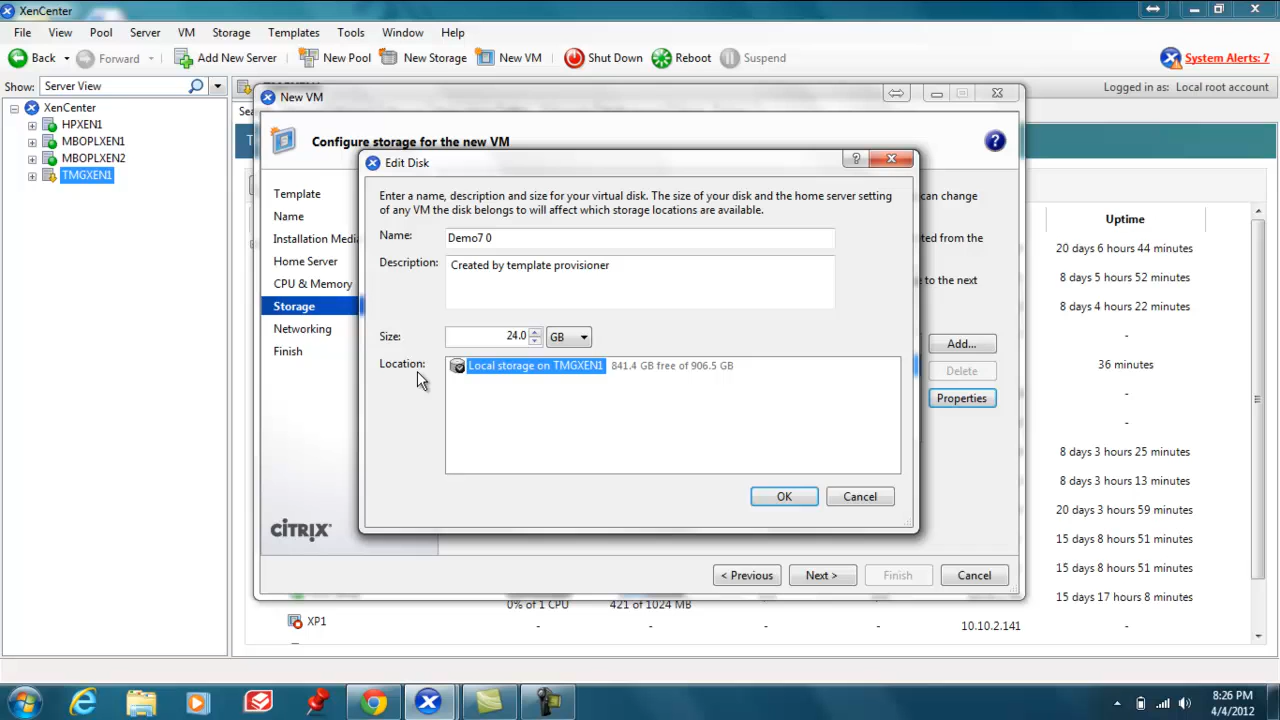 XenCenter
File View Pool Server VM Storage Templates Tools Window Help
Back Forward Add New Server New Pool New Storage New VM Shut Down Reboot Suspend System Alerts: 7
Show: Server View
Logged in as: Local root account
XenCenter
HPXEN1
MBOPLXEN1
MBOPLXEN2
TMGXEN1
New VM
Configure storage for the new VM
Template
Name
Installation Media
Home Server
CPU & Memory
Storage
Networking
Finish
CITRIX
can change
ted from the
e to the next
Add...
Delete
Properties
< Previous Next > Finish Cancel
Edit Disk
Enter a name, description and size for your virtual disk. The size of your disk and the home server setting
of any VM the disk belongs to will affect which storage locations are available.
Name: Demo7 0
Description: Created by template provisioner
Size: 24.0 GB
Location: Local storage on TMGXEN1 841.4 GB free of 906.5 GB
OK Cancel
Uptime
20 days 6 hours 44 minutes
8 days 5 hours 52 minutes
8 days 4 hours 22 minutes
-
36 minutes
-
-
8 days 3 hours 25 minutes
8 days 3 hours 13 minutes
20 days 3 hours 59 minutes
15 days 8 hours 51 minutes
15 days 8 hours 51 minutes
15 days 17 hours 8 minutes
0% of 1 CPU 421 of 1024 MB
XP1 - - - - 10.10.2.141 -
8:26 PM
4/4/2012